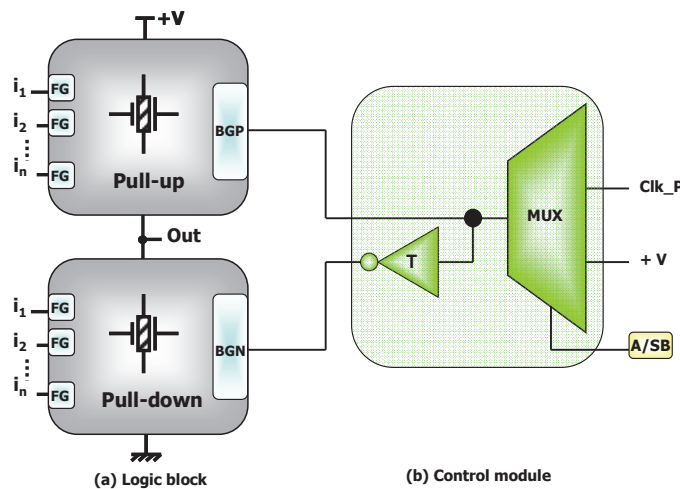 +V
i1
FG
i2
FG
in
FG
BGP
Pull-up
Out
i1
FG
i2
FG
in
FG
BGN
Pull-down
(a) Logic block
T
MUX
Clk_P
+ V
A/SB
(b) Control module